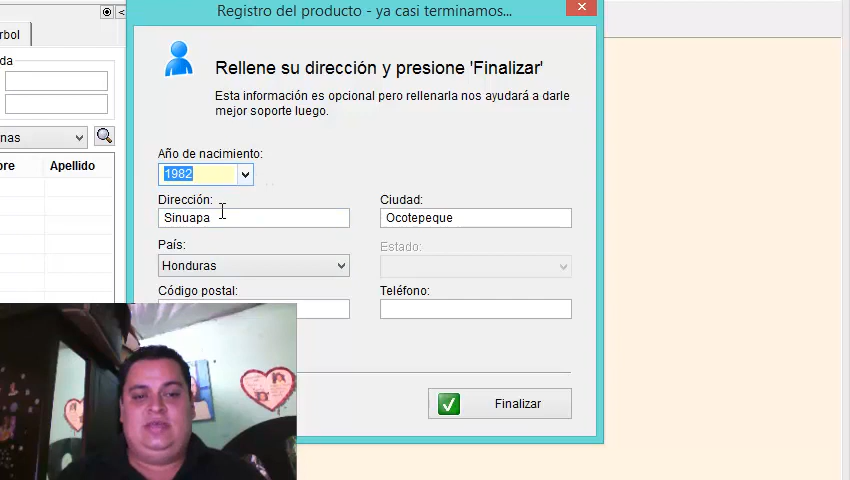 Registro del producto - ya casi terminamos...
rbol
da
Rellene su dirección y presione 'Finalizar'
Esta información es opcional pero rellenarla nos ayudará a darle
mejor soporte luego.
nas
bre
Apellido
Año de nacimiento:
1982
Dirección:
Ciudad:
Sinuapa
Ocotepeque
País:
Estado:
Honduras
Código postal:
Teléfono:
Finalizar